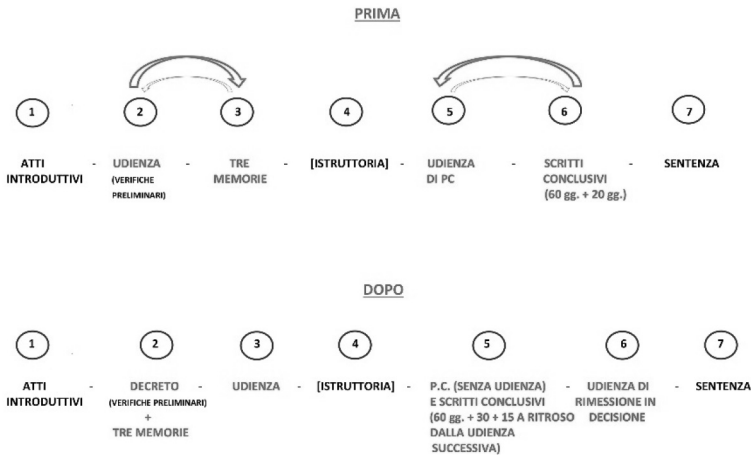 PRIMA
1 2 3 4 5 6 7
ATTI - UDIENZA - TRE - [ISTRUTTORIA] - UDIENZA - SCRITTI - SENTENZA
INTRODUTTIVI (VERIFICHE MEMORIE DI PC CONCLUSIVI
PRELIMINARI) (60 gg. + 20 gg.)
DOPO
1 2 3 4 5 6 7
ATTI - DECRETO - UDIENZA - [ISTRUTTORIA] - P.C. (SENZA UDIENZA) - UDIENZA DI - SENTENZA
INTRODUTTIVI (VERIFICHE PRELIMINARI) E SCRITTI CONCLUSIVI RIMESSIONE IN
+ (60 gg. + 30 + 15 A RITROSO DECISIONE
TRE MEMORIE DALLA UDIENZA
SUCCESSIVA)